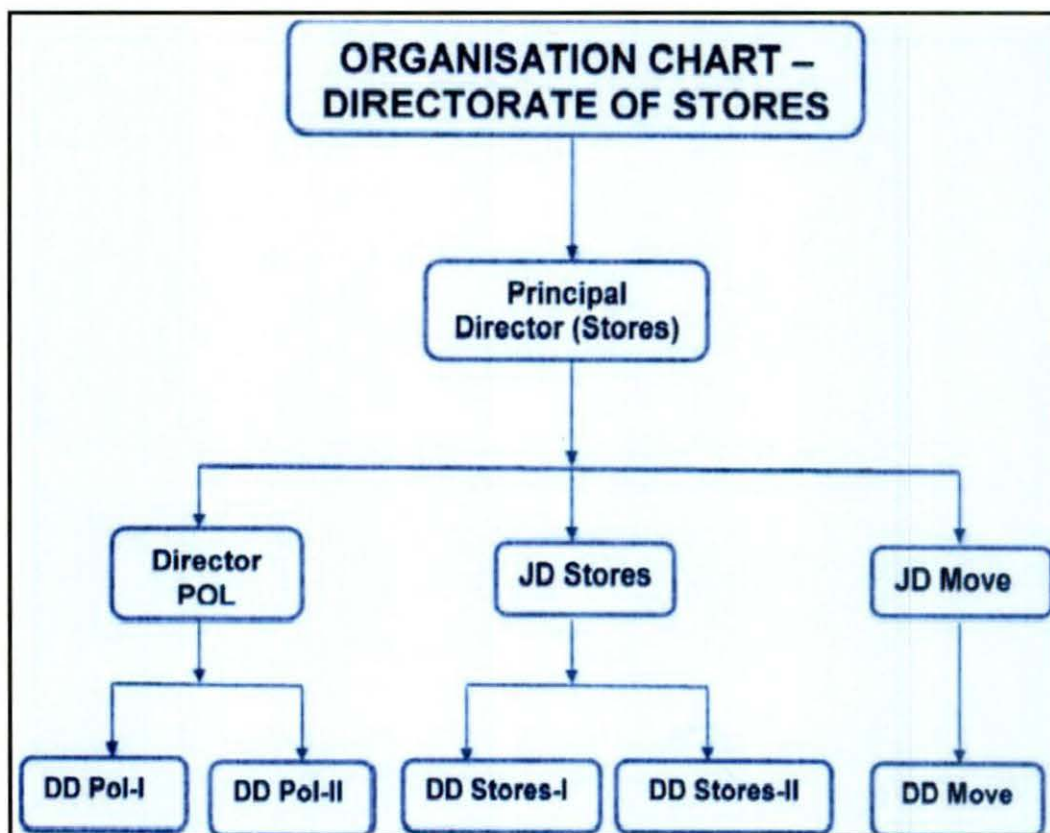 ORGANISATION CHART –
DIRECTORATE OF STORES
Principal
Director (Stores)
Director
POL
JD Stores
JD Move
DD Pol-I
DD Pol-II
DD Stores-I
DD Stores-II
DD Move